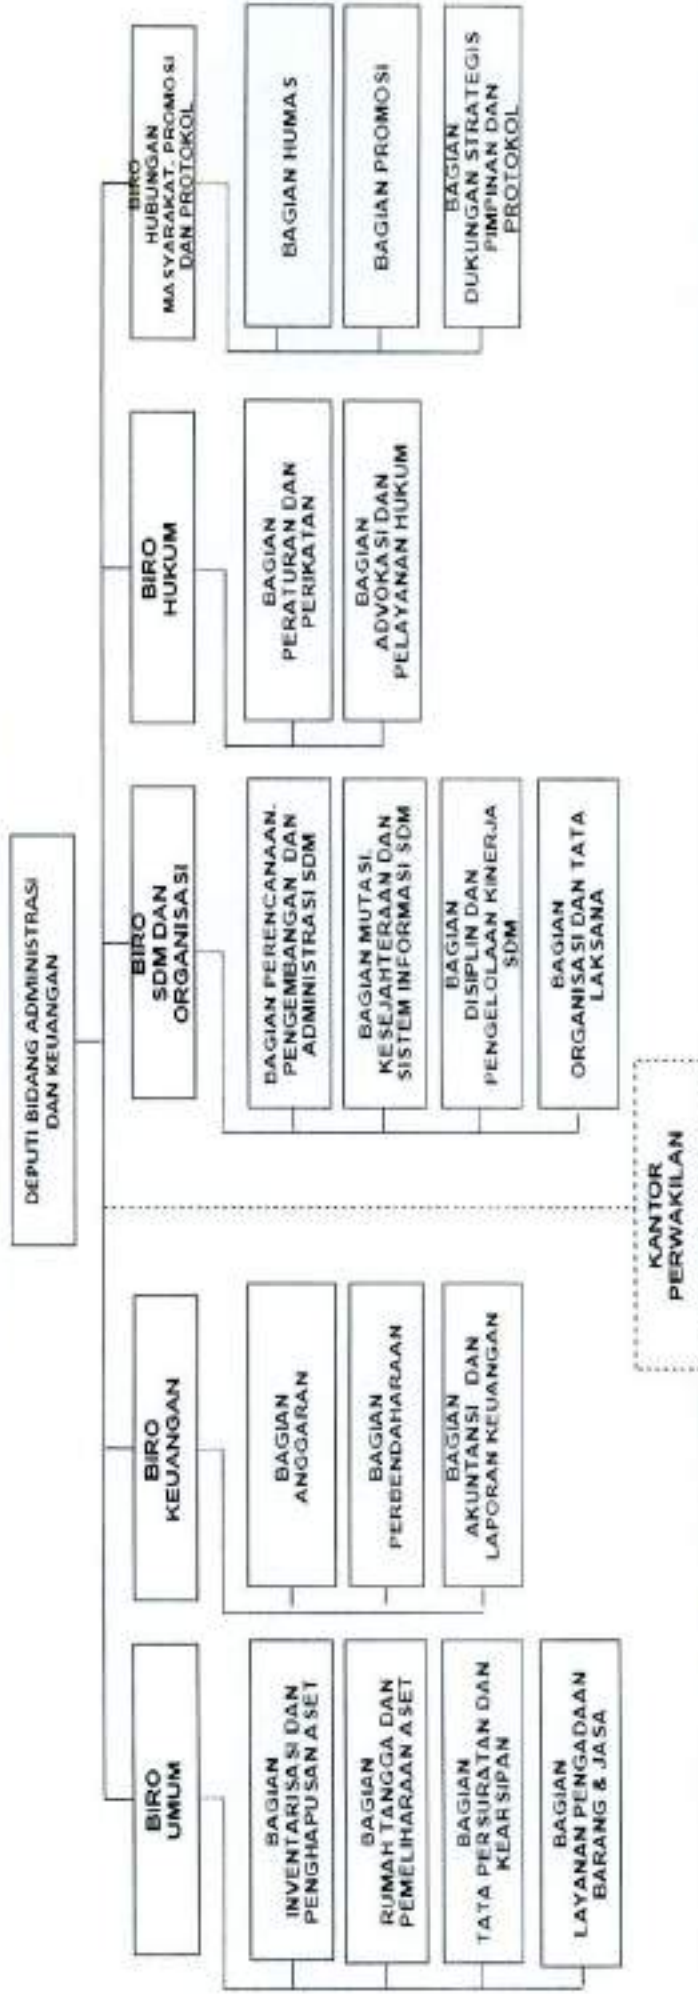 DEPUTI BIDANG ADMINISTRASI
DAN KEUANGAN
BIRO
UMUM
BAGIAN
INVENTARISASI DAN
PENGHAPUSAN ASET
BAGIAN
RUMAH TANGGA DAN
PEMELIHARAAN ASET
BAGIAN
TATA PERSURATAN DAN
KEARSIPAN
BAGIAN
LAYANAN PENGADAAN
BARANG & JASA
BIRO
KEUANGAN
BAGIAN
ANGGARAN
BAGIAN
PERBENDAHARAAN
BAGIAN
AKUNTANSI DAN
LAPORAN KEUANGAN
BIRO
SDM DAN
ORGANISASI
BAGIAN PERENCANAAN,
PENGEMBANGAN DAN
ADMINISTRASI SDM
BAGIAN MUTASI,
KESEJAHTERAAN DAN
SISTEM INFORMASI SDM
BAGIAN
DISIPLIN DAN
PENGELOLAAN KINERJA
SDM
BAGIAN
ORGANISASI DAN TATA
LAKSANA
BIRO
HUKUM
BAGIAN
PERATURAN DAN
PERIKATAN
BAGIAN
ADVOKASI DAN
PELAYANAN HUKUM
BIRO
HUBUNGAN
MASYARAKAT, PROMOSI
DAN PROTOKOL
BAGIAN HUMAS
BAGIAN PROMOSI
BAGIAN
DUKUNGAN STRATEGIS
PIMPINAN DAN
PROTOKOL
KANTOR
PERWAKILAN